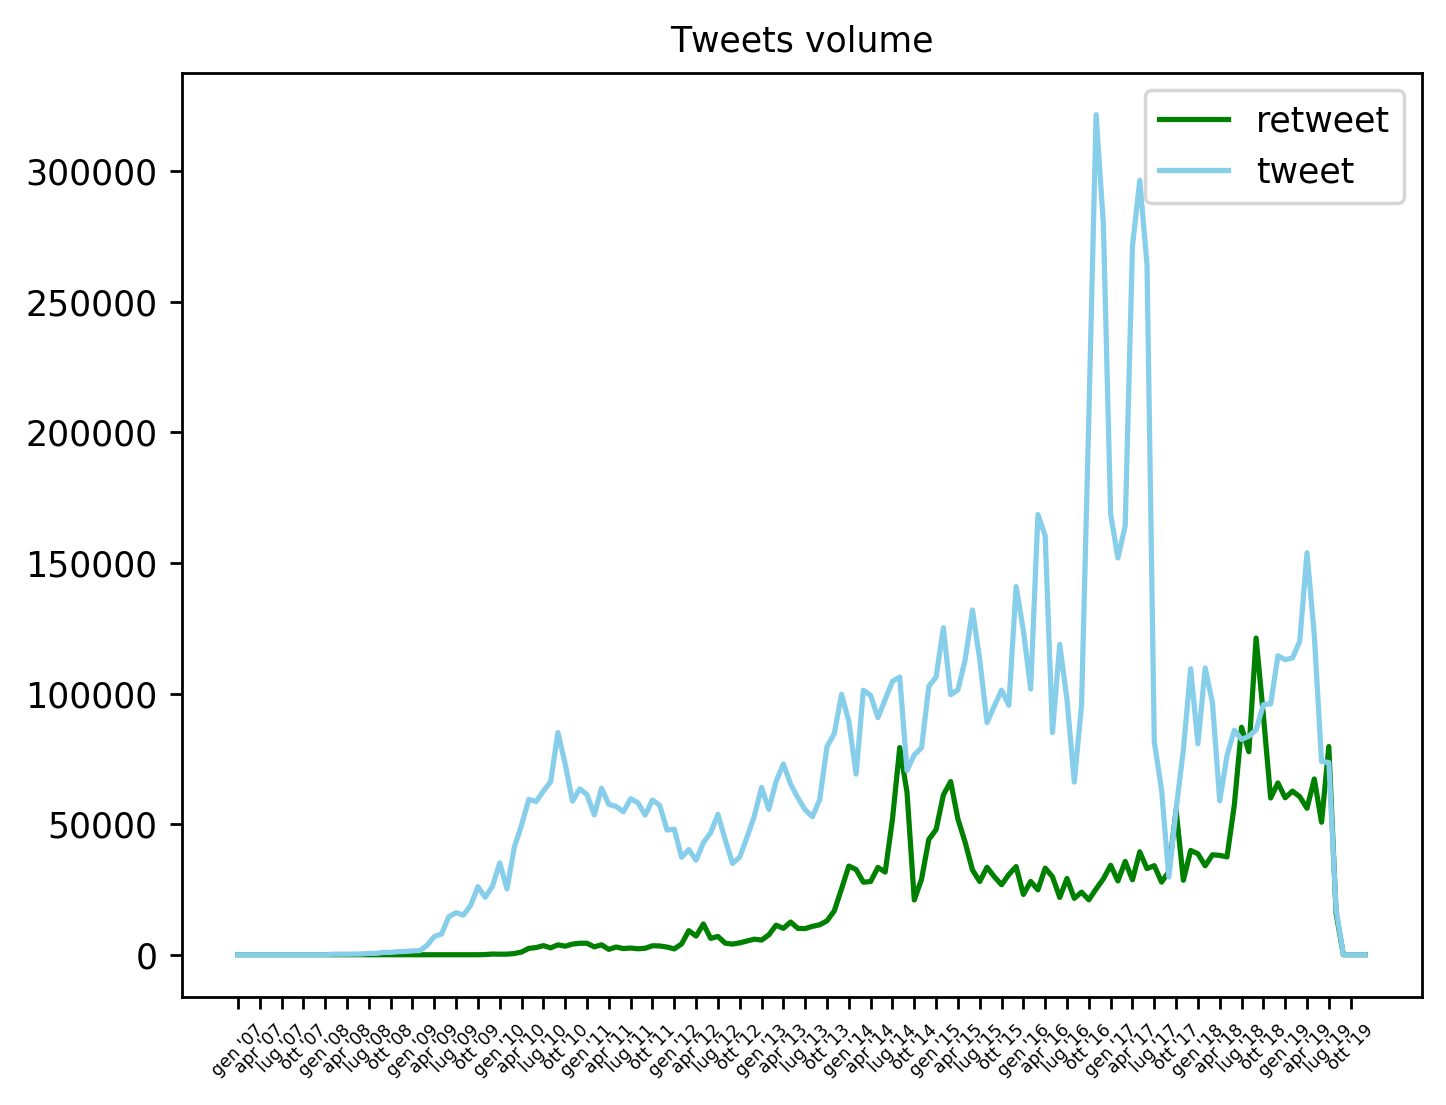 Tweets volume
retweet
tweet
300000
250000
200000
150000
100000
50000
0
gen '07
apr '07
lug '07
ott '07
gen '08
apr '08
lug '08
ott '08
gen '09
apr '09
lug '09
ott '09
gen '10
apr '10
lug '10
ott '10
gen '11
apr '11
lug '11
ott '11
gen '12
apr '12
lug '12
ott '12
gen '13
apr '13
lug '13
ott '13
gen '14
apr '14
lug '14
ott '14
gen '15
apr '15
lug '15
ott '15
gen '16
apr '16
lug '16
ott '16
gen '17
apr '17
lug '17
ott '17
gen '18
apr '18
lug '18
ott '18
gen '19
apr '19
lug '19
ott '19